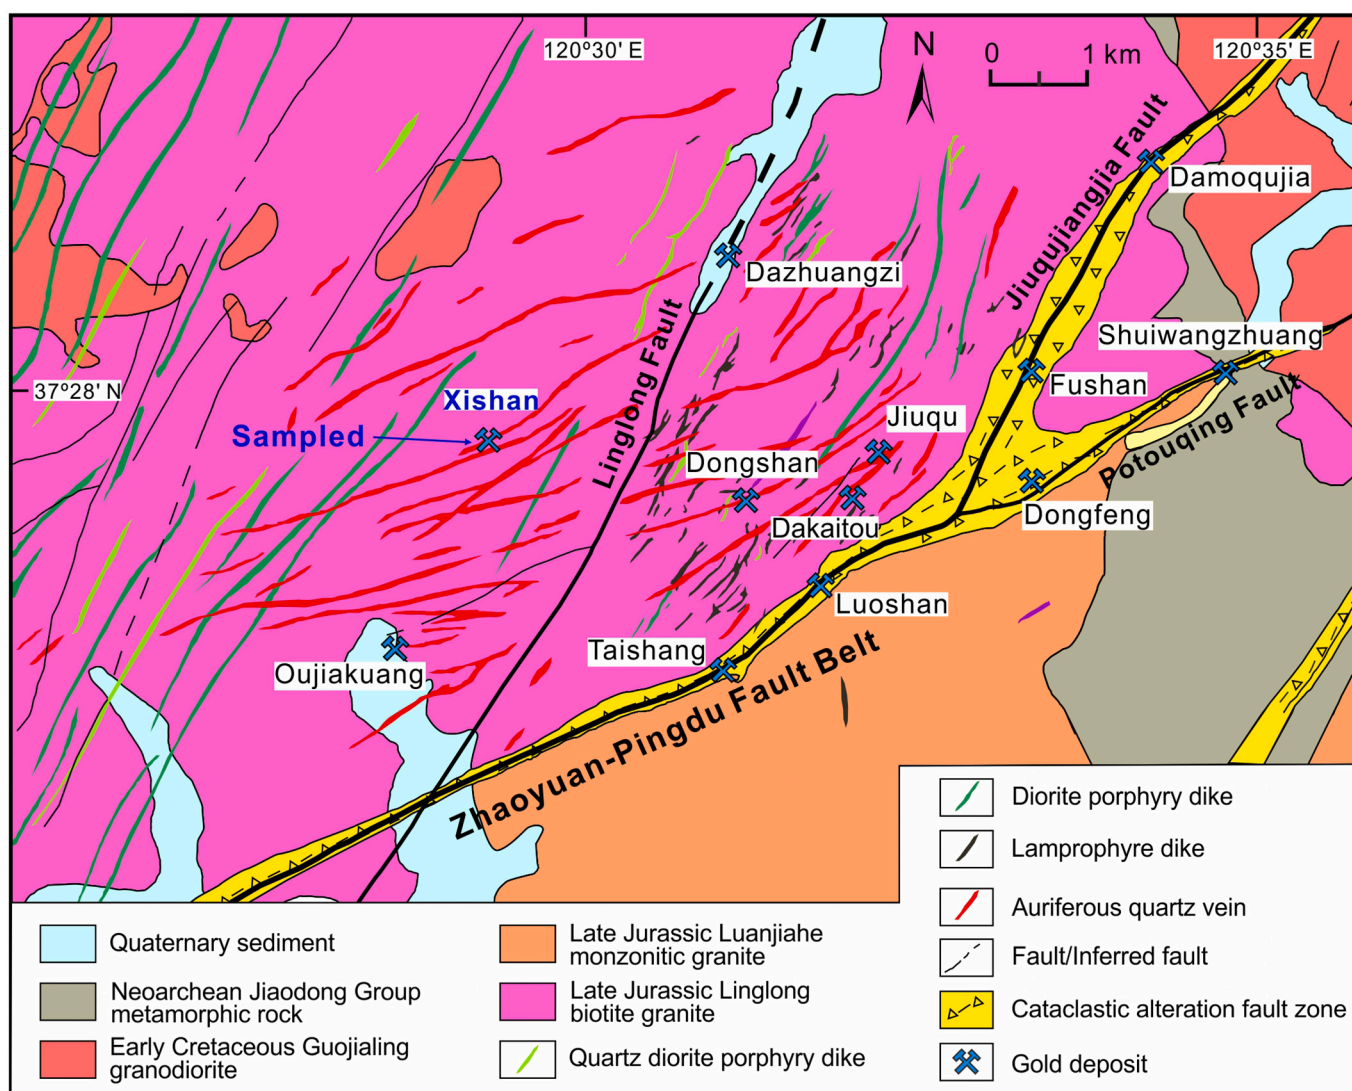 120°30' E
N
0 1 km
120°35' E
Jiuqujiangjia Fault
Damoqujia
Dazhuangzi
Linglong Fault
Shuiwangzhuang
37°28' N
Xishan
Fushan
Sampled
Jiuqu
Potouqing Fault
Dongshan
Dakaitou
Dongfeng
Luoshan
Taishang
Oujiakuang
Zhaoyuan-Pingdu Fault Belt
Diorite porphyry dike
Lamprophyre dike
Auriferous quartz vein
Fault/Inferred fault
Cataclastic alteration fault zone
Gold deposit
Quaternary sediment
Neoarchean Jiaodong Group
metamorphic rock
Early Cretaceous Guojialing
granodiorite
Late Jurassic Luanjiahe
monzonitic granite
Late Jurassic Linglong
biotite granite
Quartz diorite porphyry dike